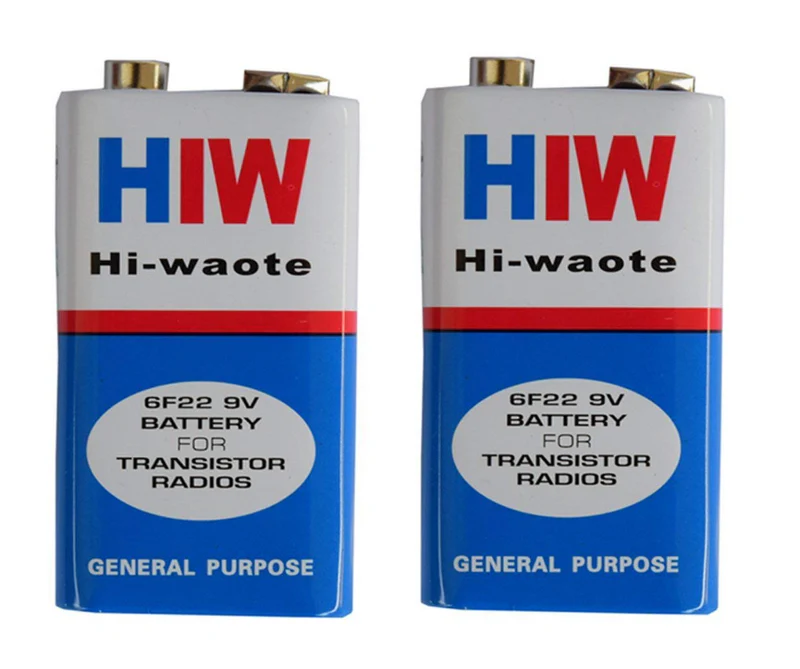 HIW
Hi-waote
6F22 9V
BATTERY
FOR
TRANSISTOR
RADIOS
GENERAL PURPOSE
HIW
Hi-waote
6F22 9V
BATTERY
FOR
TRANSISTOR
RADIOS
GENERAL PURPOSE